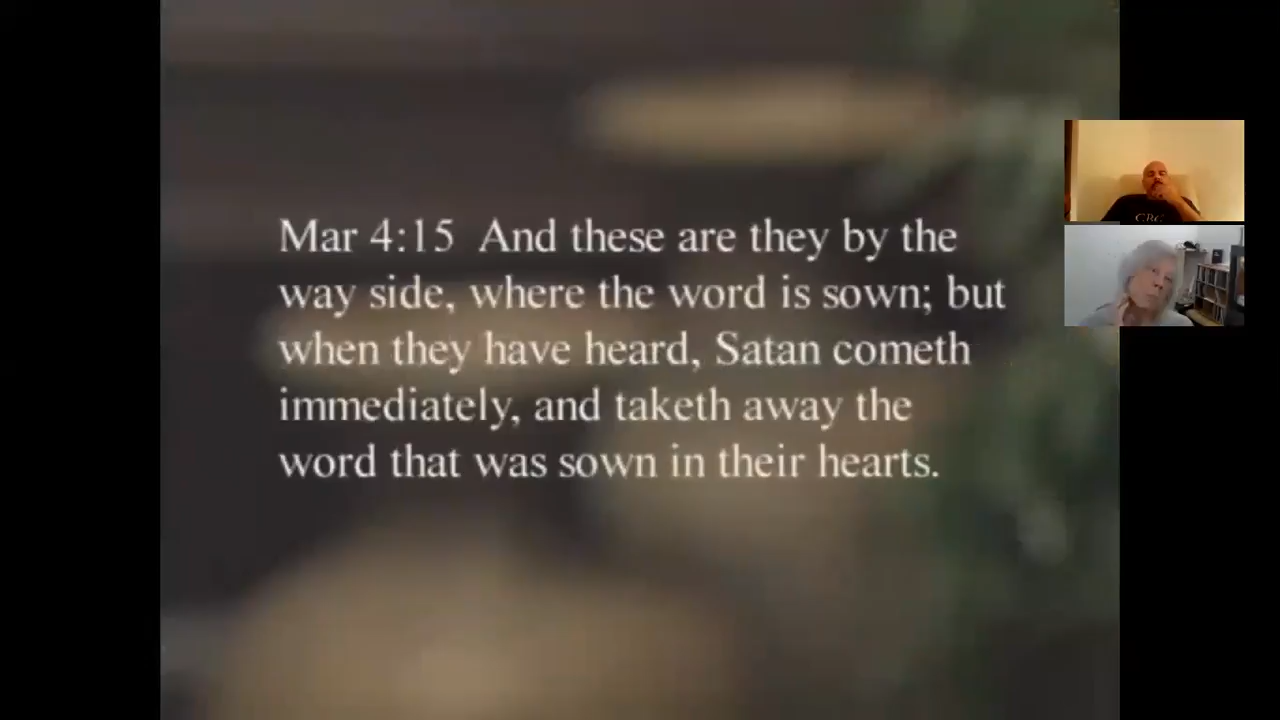 Mar 4:15  And these are they by the
way side, where the word is sown; but
when they have heard, Satan cometh
immediately, and taketh away the
word that was sown in their hearts.
CRC